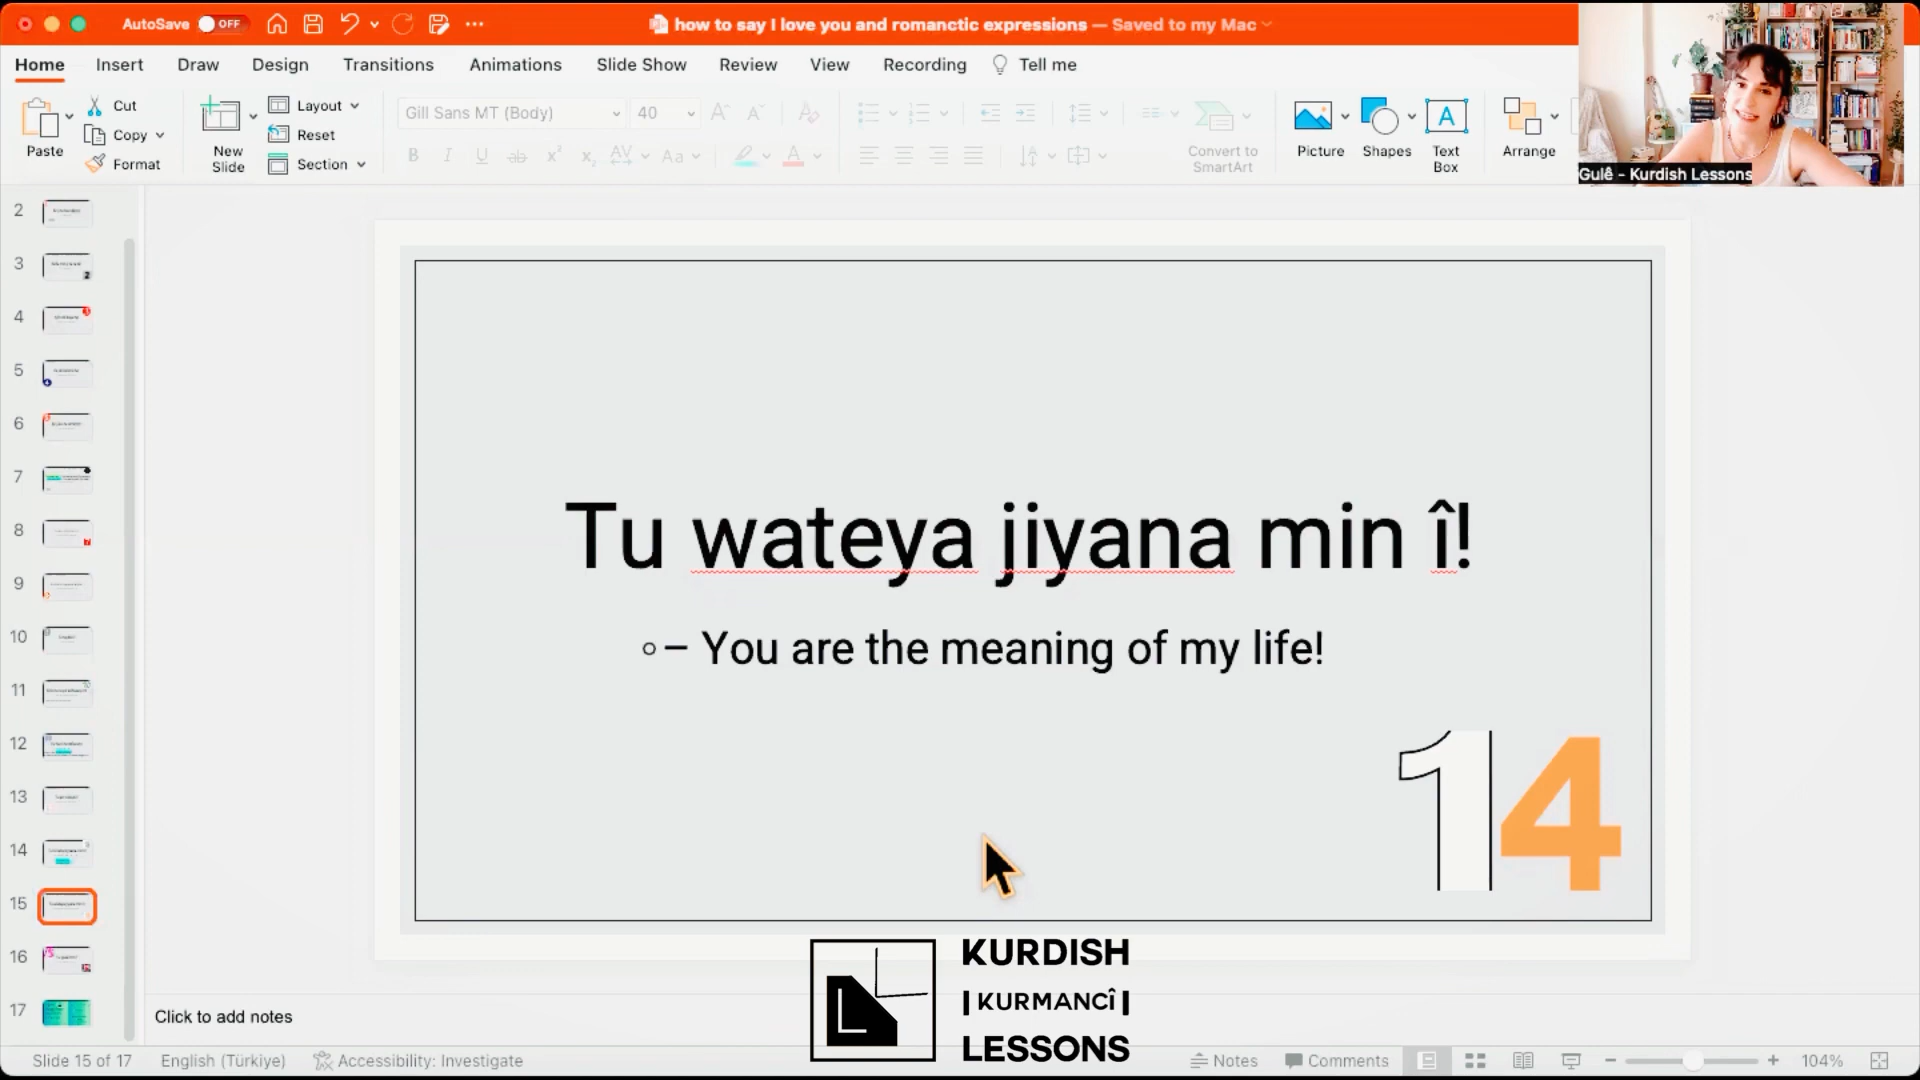 AutoSave OFF
how to say I love you and romanctic expressions — Saved to my Mac
Home Insert Draw Design Transitions Animations Slide Show Review View Recording Tell me
Paste
Cut
Copy
Format
New Slide
Layout
Reset
Section
Gill Sans MT (Body) 40
Convert to SmartArt
Picture
Shapes
Text Box
Arrange
Gulê - Kurdish Lessons
2
3
4
5
6
7
8
9
10
11
12
13
14
15
16
17
Tu wateya jiyana min î!
– You are the meaning of my life!
14
KURDISH
| KURMANCÎ |
LESSONS
Click to add notes
Slide 15 of 17 English (Türkiye) Accessibility: Investigate Notes Comments 104%